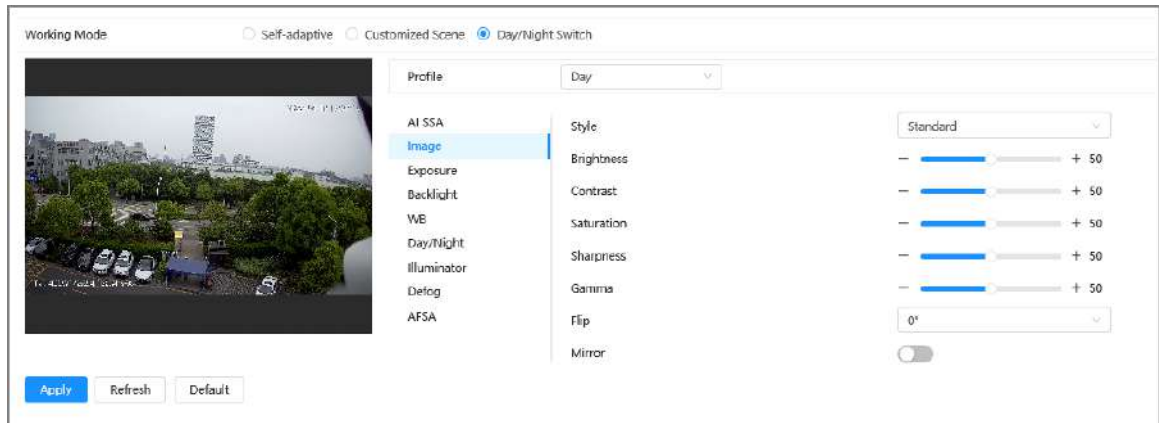 Working Mode Self-adaptive Customized Scene Day/Night Switch
Profile Day
AI SSA
Image
Exposure
Backlight
WB
Day/Night
Illuminator
Defog
AFSA
Style Standard
Brightness − + 50
Contrast − + 50
Saturation − + 50
Sharpness − + 50
Gamma − + 50
Flip 0°
Mirror
Apply Refresh Default